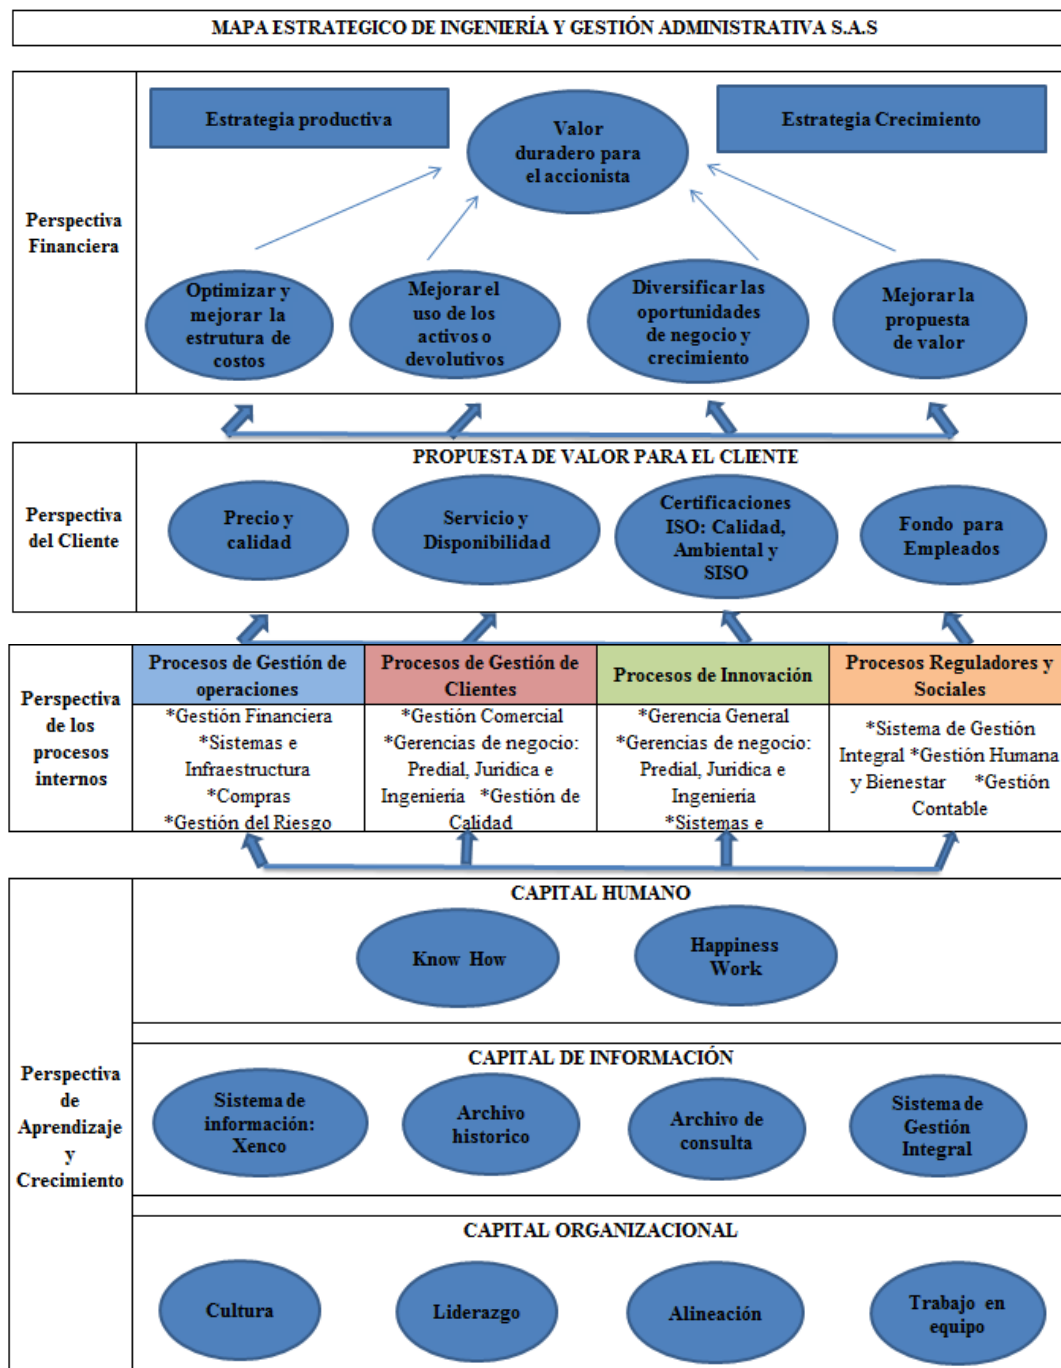 MAPA ESTRATEGICO DE INGENIERÍA Y GESTIÓN ADMINISTRATIVA S.A.S
Perspectiva
Financiera
Estrategia productiva
Valor
duradero para
el accionista
Estrategia Crecimiento
Optimizar y
mejorar la
estrutura de
costos
Mejorar el
uso de los
activos o
devolutivos
Diversificar las
oportunidades
de negocio y
crecimiento
Mejorar la
propuesta
de valor
Perspectiva
del Cliente
PROPUESTA DE VALOR PARA EL CLIENTE
Precio y
calidad
Servicio y
Disponibilidad
Certificaciones
ISO: Calidad,
Ambiental y
SISO
Fondo para
Empleados
Perspectiva
de los
procesos
internos
Procesos de Gestión de
operaciones
*Gestión Financiera
*Sistemas e
Infraestructura
*Compras
*Gestión del Riesgo
Procesos de Gestión de
Clientes
*Gestión Comercial
*Gerencias de negocio:
Predial, Juridica e
Ingeniería *Gestión de
Calidad
Procesos de Innovación
*Gerencia General
*Gerencias de negocio:
Predial, Juridica e
Ingeniería
*Sistemas e
Procesos Reguladores y
Sociales
*Sistema de Gestión
Integral *Gestión Humana
y Bienestar *Gestión
Contable
Perspectiva
de
Aprendizaje
y
Crecimiento
CAPITAL HUMANO
Know How
Happiness
Work
CAPITAL DE INFORMACIÓN
Sistema de
información:
Xenco
Archivo
historico
Archivo de
consulta
Sistema de
Gestión
Integral
CAPITAL ORGANIZACIONAL
Cultura
Liderazgo
Alineación
Trabajo en
equipo